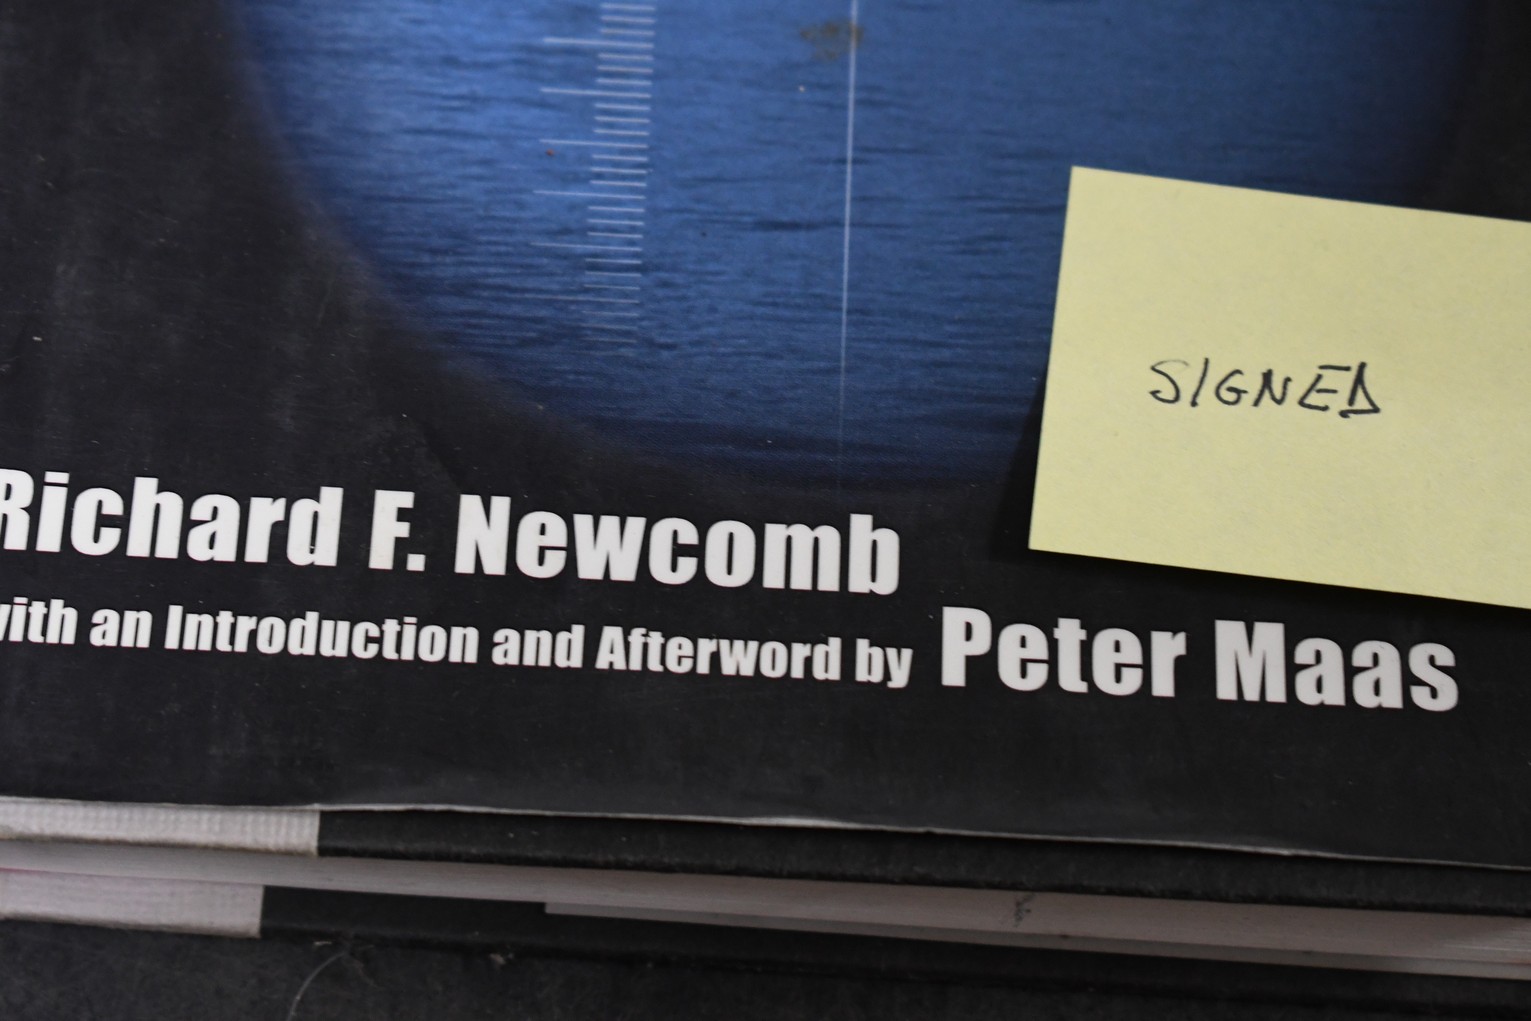 SIGNED
Richard F. Newcomb
with an Introduction and Afterword by Peter Maas